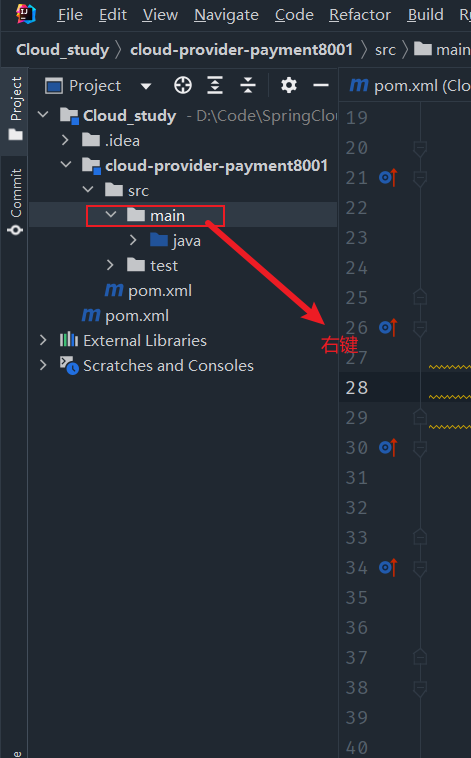 File Edit View Navigate Code Refactor Build R
Cloud_study cloud-provider-payment8001 src main
Project
pom.xml (Clo
Project
Commit
Cloud_study - D:\Code\SpringClou
.idea
cloud-provider-payment8001
src
main
java
test
pom.xml
pom.xml
External Libraries
Scratches and Consoles
右键
19
20
21
22
23
24
25
26
27
28
29
30
31
32
33
34
35
36
37
38
39
40